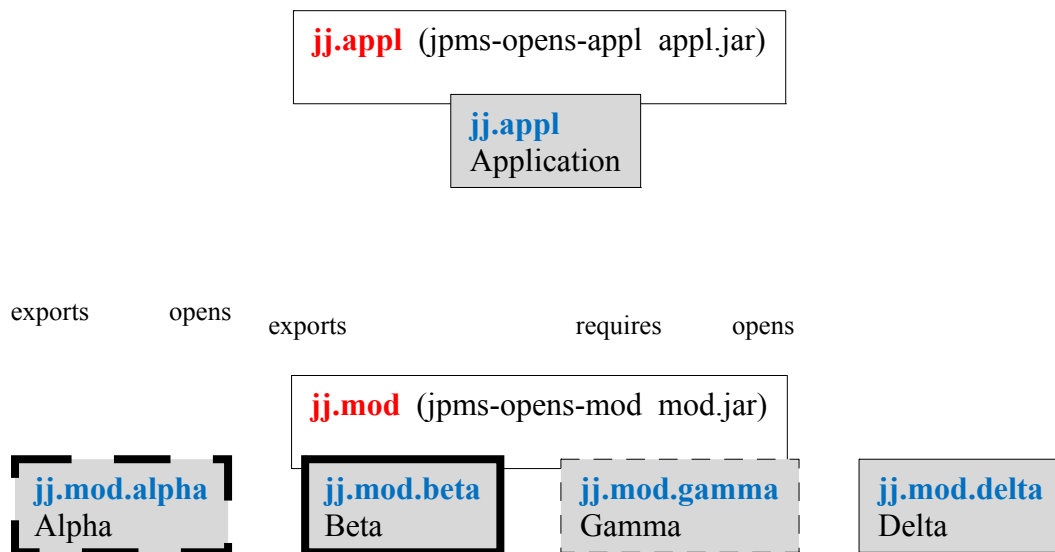 jj.appl (jpms-opens-appl appl.jar)
jj.appl
Application
exports opens
exports requires opens
jj.mod (jpms-opens-mod mod.jar)
jj.mod.alpha
Alpha
jj.mod.beta
Beta
jj.mod.gamma
Gamma
jj.mod.delta
Delta